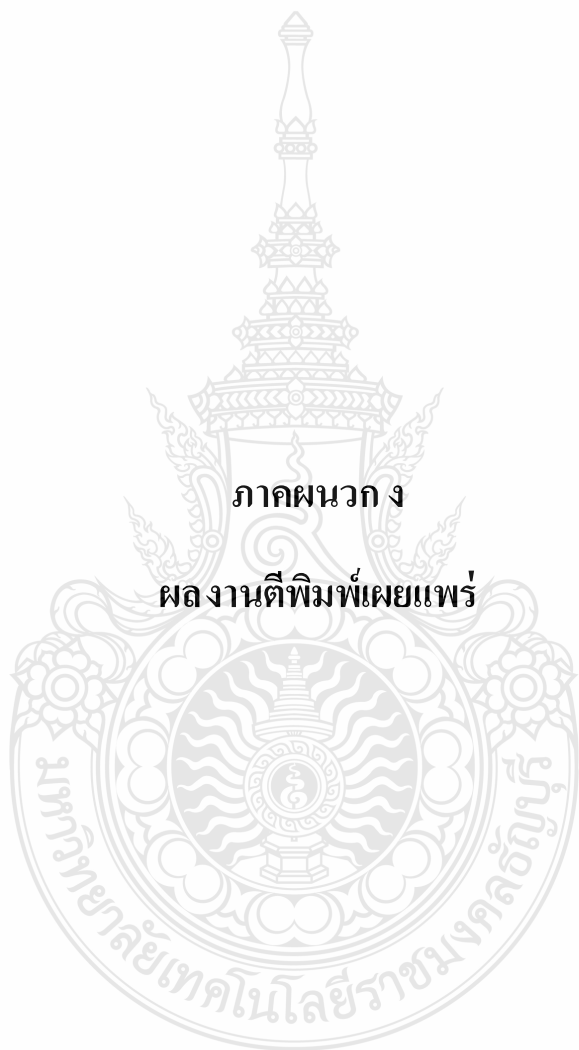 ภาคผนวก ง
ผลงานตีพิมพ์เผยแพร่
มหาวิทยาลัยเทคโนโลยีราชมงคลธัญบุรี